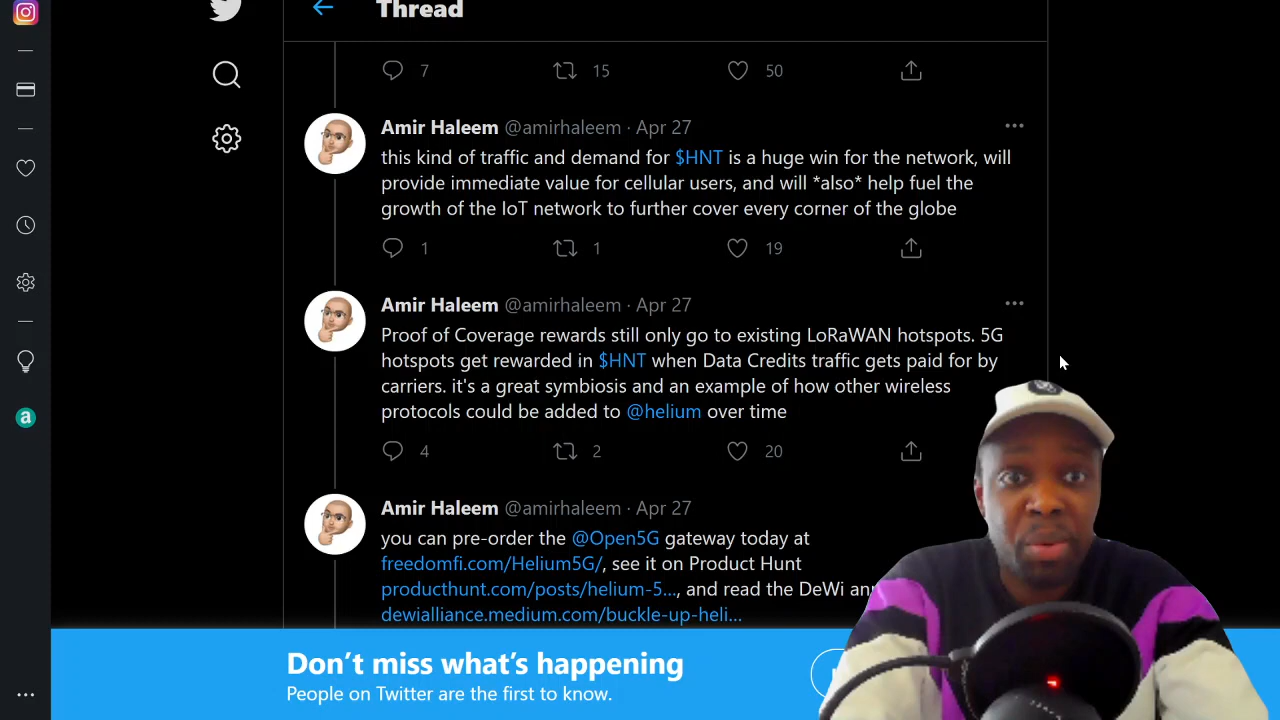 Thread
7 15 50
Amir Haleem @amirhaleem · Apr 27
this kind of traffic and demand for $HNT is a huge win for the network, will
provide immediate value for cellular users, and will *also* help fuel the
growth of the IoT network to further cover every corner of the globe
1 1 19
Amir Haleem @amirhaleem · Apr 27
Proof of Coverage rewards still only go to existing LoRaWAN hotspots. 5G
hotspots get rewarded in $HNT when Data Credits traffic gets paid for by
carriers. it's a great symbiosis and an example of how other wireless
protocols could be added to @helium over time
4 2 20
Amir Haleem @amirhaleem · Apr 27
you can pre-order the @Open5G gateway today at
freedomfi.com/Helium5G/, see it on Product Hunt
producthunt.com/posts/helium-5..., and read the DeWi
dewialliance.medium.com/buckle-up-heli...
Don't miss what's happening
People on Twitter are the first to know.